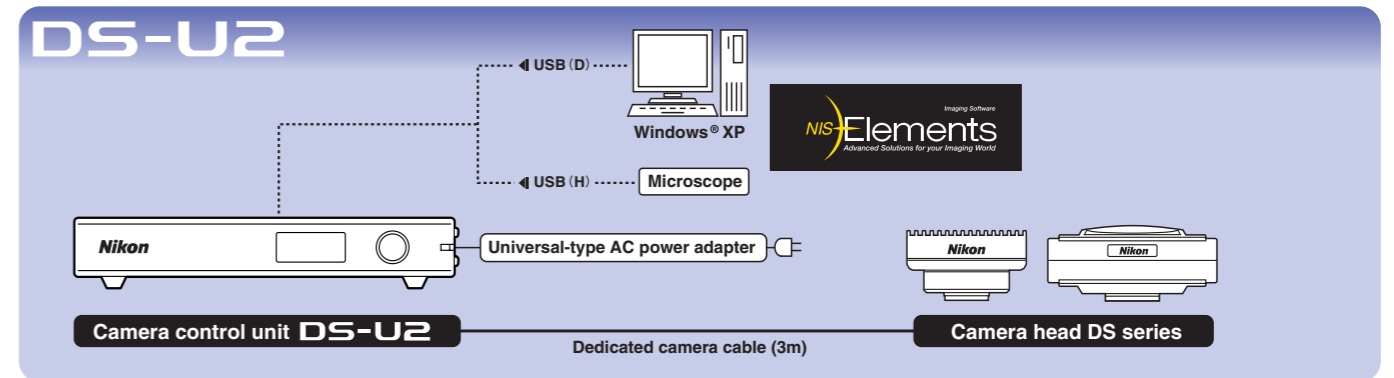 DS-U2
USB (D)
Windows® XP
Imaging Software
NIS Elements
Advanced Solutions for your Imaging World
USB (H)
Microscope
Nikon
Universal-type AC power adapter
Nikon
Nikon
Camera control unit DS-U2
Dedicated camera cable (3m)
Camera head DS series